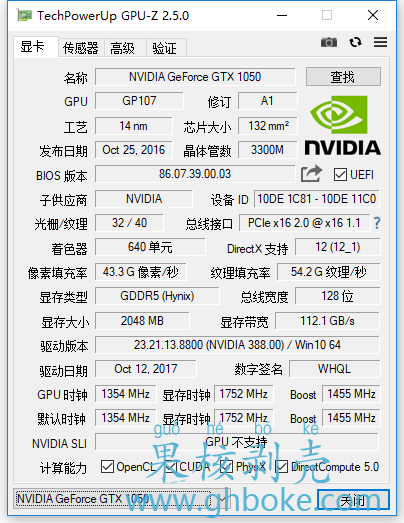 TechPowerUp GPU-Z 2.5.0
显卡 传感器 高级 验证
名称 NVIDIA GeForce GTX 1050 查找
GPU GP107 修订 A1
工艺 14 nm 芯片大小 132 mm²
发布日期 Oct 25, 2016 晶体管数 3300M
NVIDIA
BIOS 版本 86.07.39.00.03 UEFI
子供应商 NVIDIA 设备 ID 10DE 1C81 - 10DE 11C0
光栅/纹理 32 / 40 总线接口 PCIe x16 2.0 @ x16 1.1 ?
着色器 640 单元 DirectX 支持 12 (12_1)
像素填充率 43.3 G 像素/秒 纹理填充率 54.2 G 纹理/秒
显存类型 GDDR5 (Hynix) 总线宽度 128 位
显存大小 2048 MB 显存带宽 112.1 GB/s
驱动版本 23.21.13.8800 (NVIDIA 388.00) / Win10 64
驱动日期 Oct 12, 2017 数字签名 WHQL
GPU 时钟 1354 MHz 显存时钟 1752 MHz Boost 1455 MHz
默认时钟 1354 MHz 显存时钟 1752 MHz Boost 1455 MHz
guǒ hé bō ké
NVIDIA SLI GPU 不支持
果核剥壳
计算能力 OpenCL CUDA PhysX DirectCompute 5.0
NVIDIA GeForce GTX 1050 关闭
www.ghboke.com